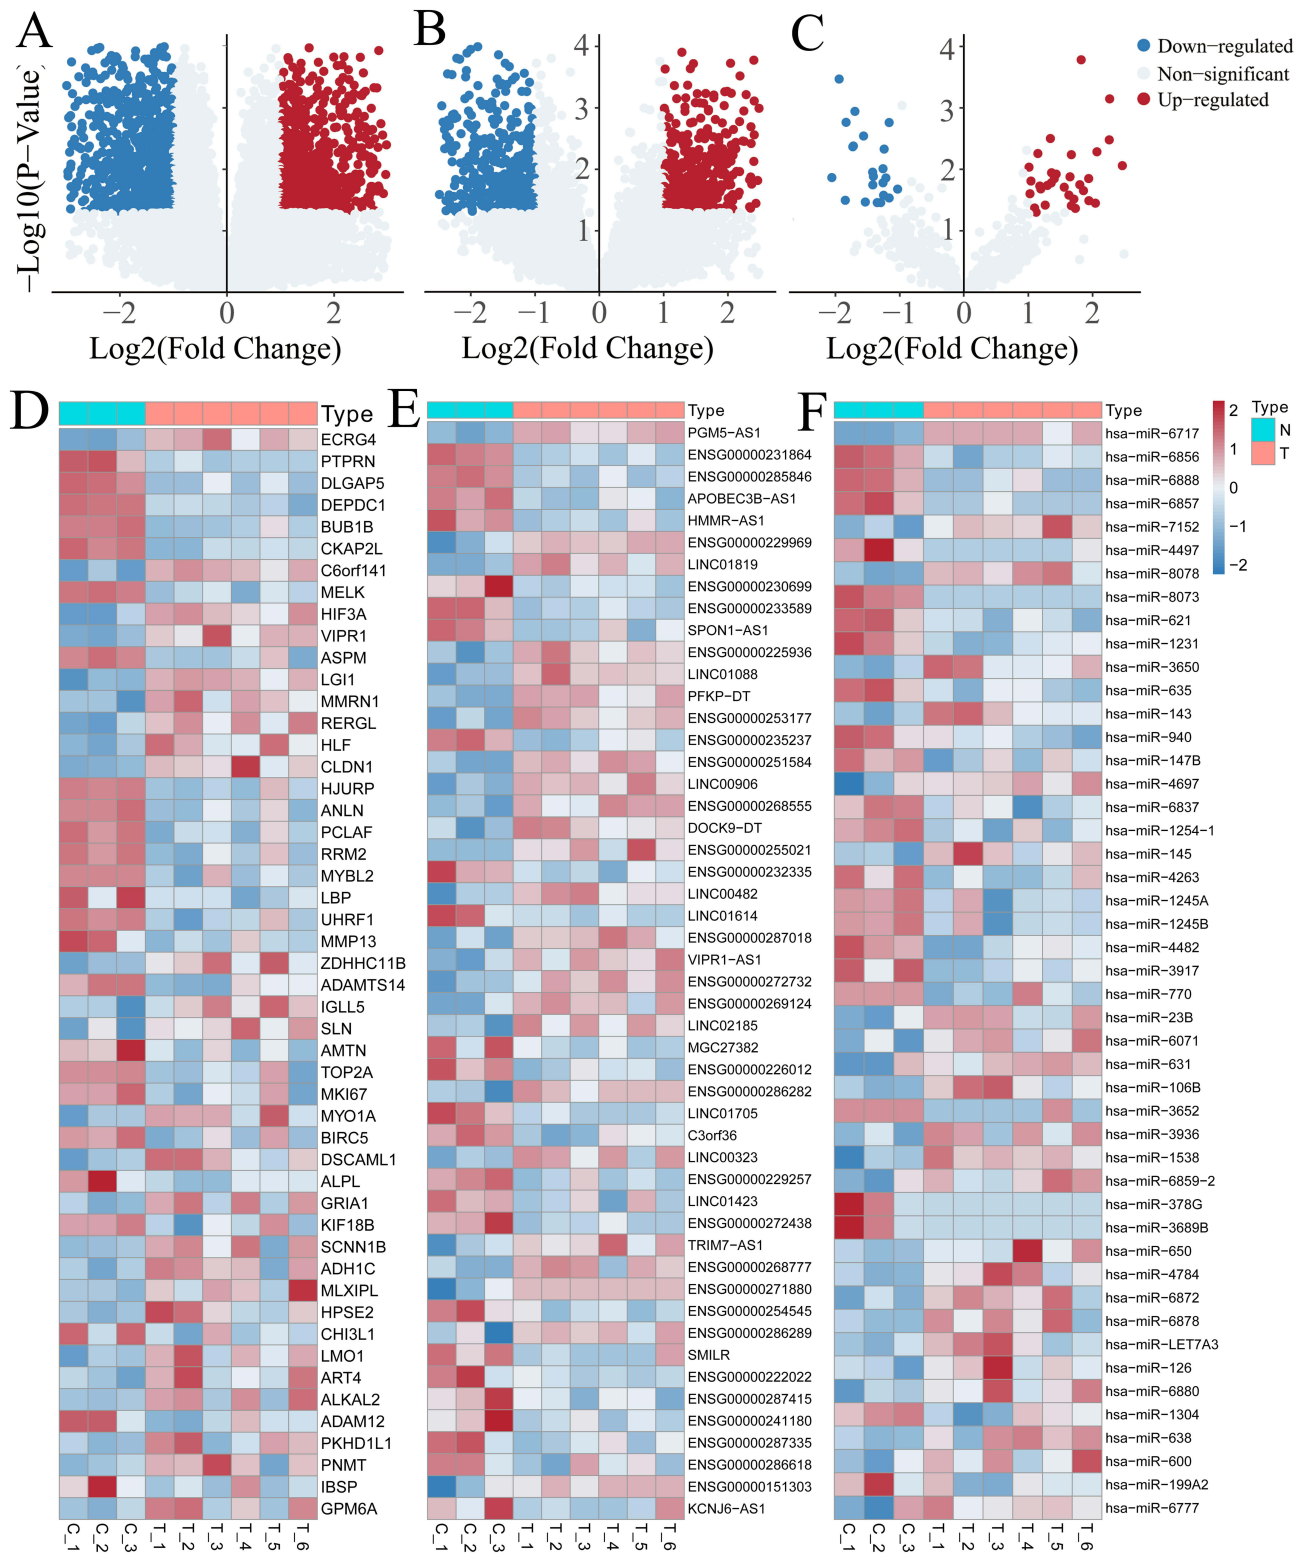 A
B
C
−Log10(P−Value`
−2
0
2
Log2(Fold Change)
4
3
2
1
−2
−1
0
1
2
Log2(Fold Change)
4
3
2
1
−2
−1
0
1
2
Log2(Fold Change)
Down−regulated
Non−significant
Up−regulated
D
Type
ECRG4
PTPRN
DLGAP5
DEPDC1
BUB1B
CKAP2L
C6orf141
MELK
HIF3A
VIPR1
ASPM
LGI1
MMRN1
RERGL
HLF
CLDN1
HJURP
ANLN
PCLAF
RRM2
MYBL2
LBP
UHRF1
MMP13
ZDHHC11B
ADAMTS14
IGLL5
SLN
AMTN
TOP2A
MKI67
MYO1A
BIRC5
DSCAML1
ALPL
GRIA1
KIF18B
SCNN1B
ADH1C
MLXIPL
HPSE2
CHI3L1
LMO1
ART4
ALKAL2
ADAM12
PKHD1L1
PNMT
IBSP
GPM6A
C_1
C_2
C_3
T_1
T_2
T_3
T_4
T_5
T_6
E
Type
PGM5−AS1
ENSG00000231864
ENSG00000285846
APOBEC3B−AS1
HMMR−AS1
ENSG00000229969
LINC01819
ENSG00000230699
ENSG00000233589
SPON1−AS1
ENSG00000225936
LINC01088
PFKP−DT
ENSG00000253177
ENSG00000235237
ENSG00000251584
LINC00906
ENSG00000268555
DOCK9−DT
ENSG00000255021
ENSG00000232335
LINC00482
LINC01614
ENSG00000287018
VIPR1−AS1
ENSG00000272732
ENSG00000269124
LINC02185
MGC27382
ENSG00000226012
ENSG00000286282
LINC01705
C3orf36
LINC00323
ENSG00000229257
LINC01423
ENSG00000272438
TRIM7−AS1
ENSG00000268777
ENSG00000271880
ENSG00000254545
ENSG00000286289
SMILR
ENSG00000222022
ENSG00000287415
ENSG00000241180
ENSG00000287335
ENSG00000286618
ENSG00000151303
KCNJ6−AS1
C_1
C_2
C_3
T_1
T_2
T_3
T_4
T_5
T_6
F
Type
hsa−miR−6717
hsa−miR−6856
hsa−miR−6888
hsa−miR−6857
hsa−miR−7152
hsa−miR−4497
hsa−miR−8078
hsa−miR−8073
hsa−miR−621
hsa−miR−1231
hsa−miR−3650
hsa−miR−635
hsa−miR−143
hsa−miR−940
hsa−miR−147B
hsa−miR−4697
hsa−miR−6837
hsa−miR−1254−1
hsa−miR−145
hsa−miR−4263
hsa−miR−1245A
hsa−miR−1245B
hsa−miR−4482
hsa−miR−3917
hsa−miR−770
hsa−miR−23B
hsa−miR−6071
hsa−miR−631
hsa−miR−106B
hsa−miR−3652
hsa−miR−3936
hsa−miR−1538
hsa−miR−6859−2
hsa−miR−378G
hsa−miR−3689B
hsa−miR−650
hsa−miR−4784
hsa−miR−6872
hsa−miR−6878
hsa−miR−LET7A3
hsa−miR−126
hsa−miR−6880
hsa−miR−1304
hsa−miR−638
hsa−miR−600
hsa−miR−199A2
hsa−miR−6777
C_1
C_2
C_3
T_1
T_2
T_3
T_4
T_5
T_6
2
1
0
−1
−2
Type
N
T